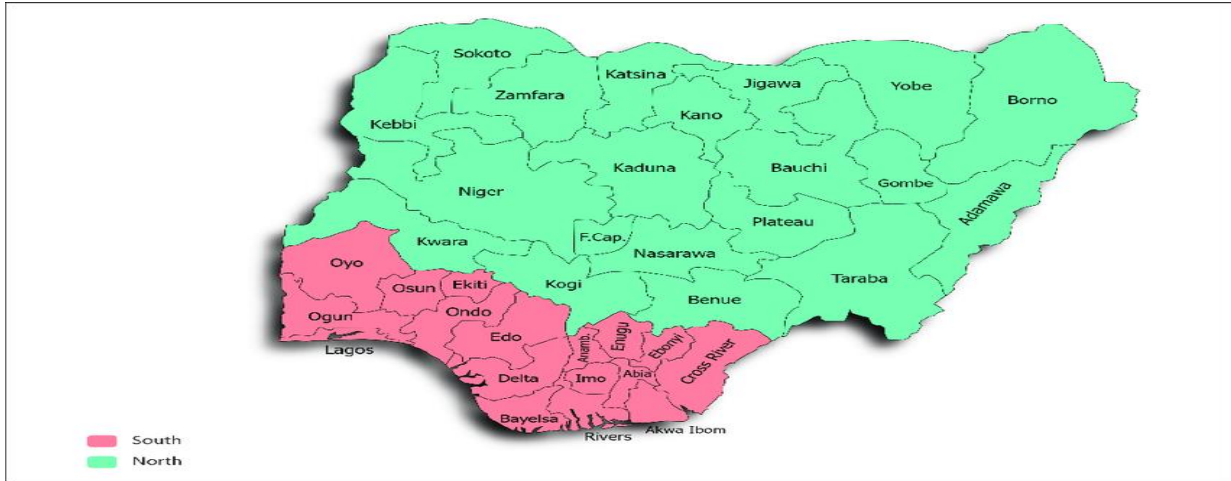 Sokoto
Katsina
Jigawa
Yobe
Borno
Zamfara
Kano
Kebbi
Kaduna
Bauchi
Gombe
Adamawa
Niger
Plateau
F.Cap.
Nasarawa
Kwara
Taraba
Kogi
Benue
Oyo
Osun
Ekiti
Ogun
Ondo
Lagos
Edo
Anamb.
Enugu
Ebonyi
Cross River
Delta
Imo
Abia
Bayelsa
Rivers
Akwa Ibom
South
North